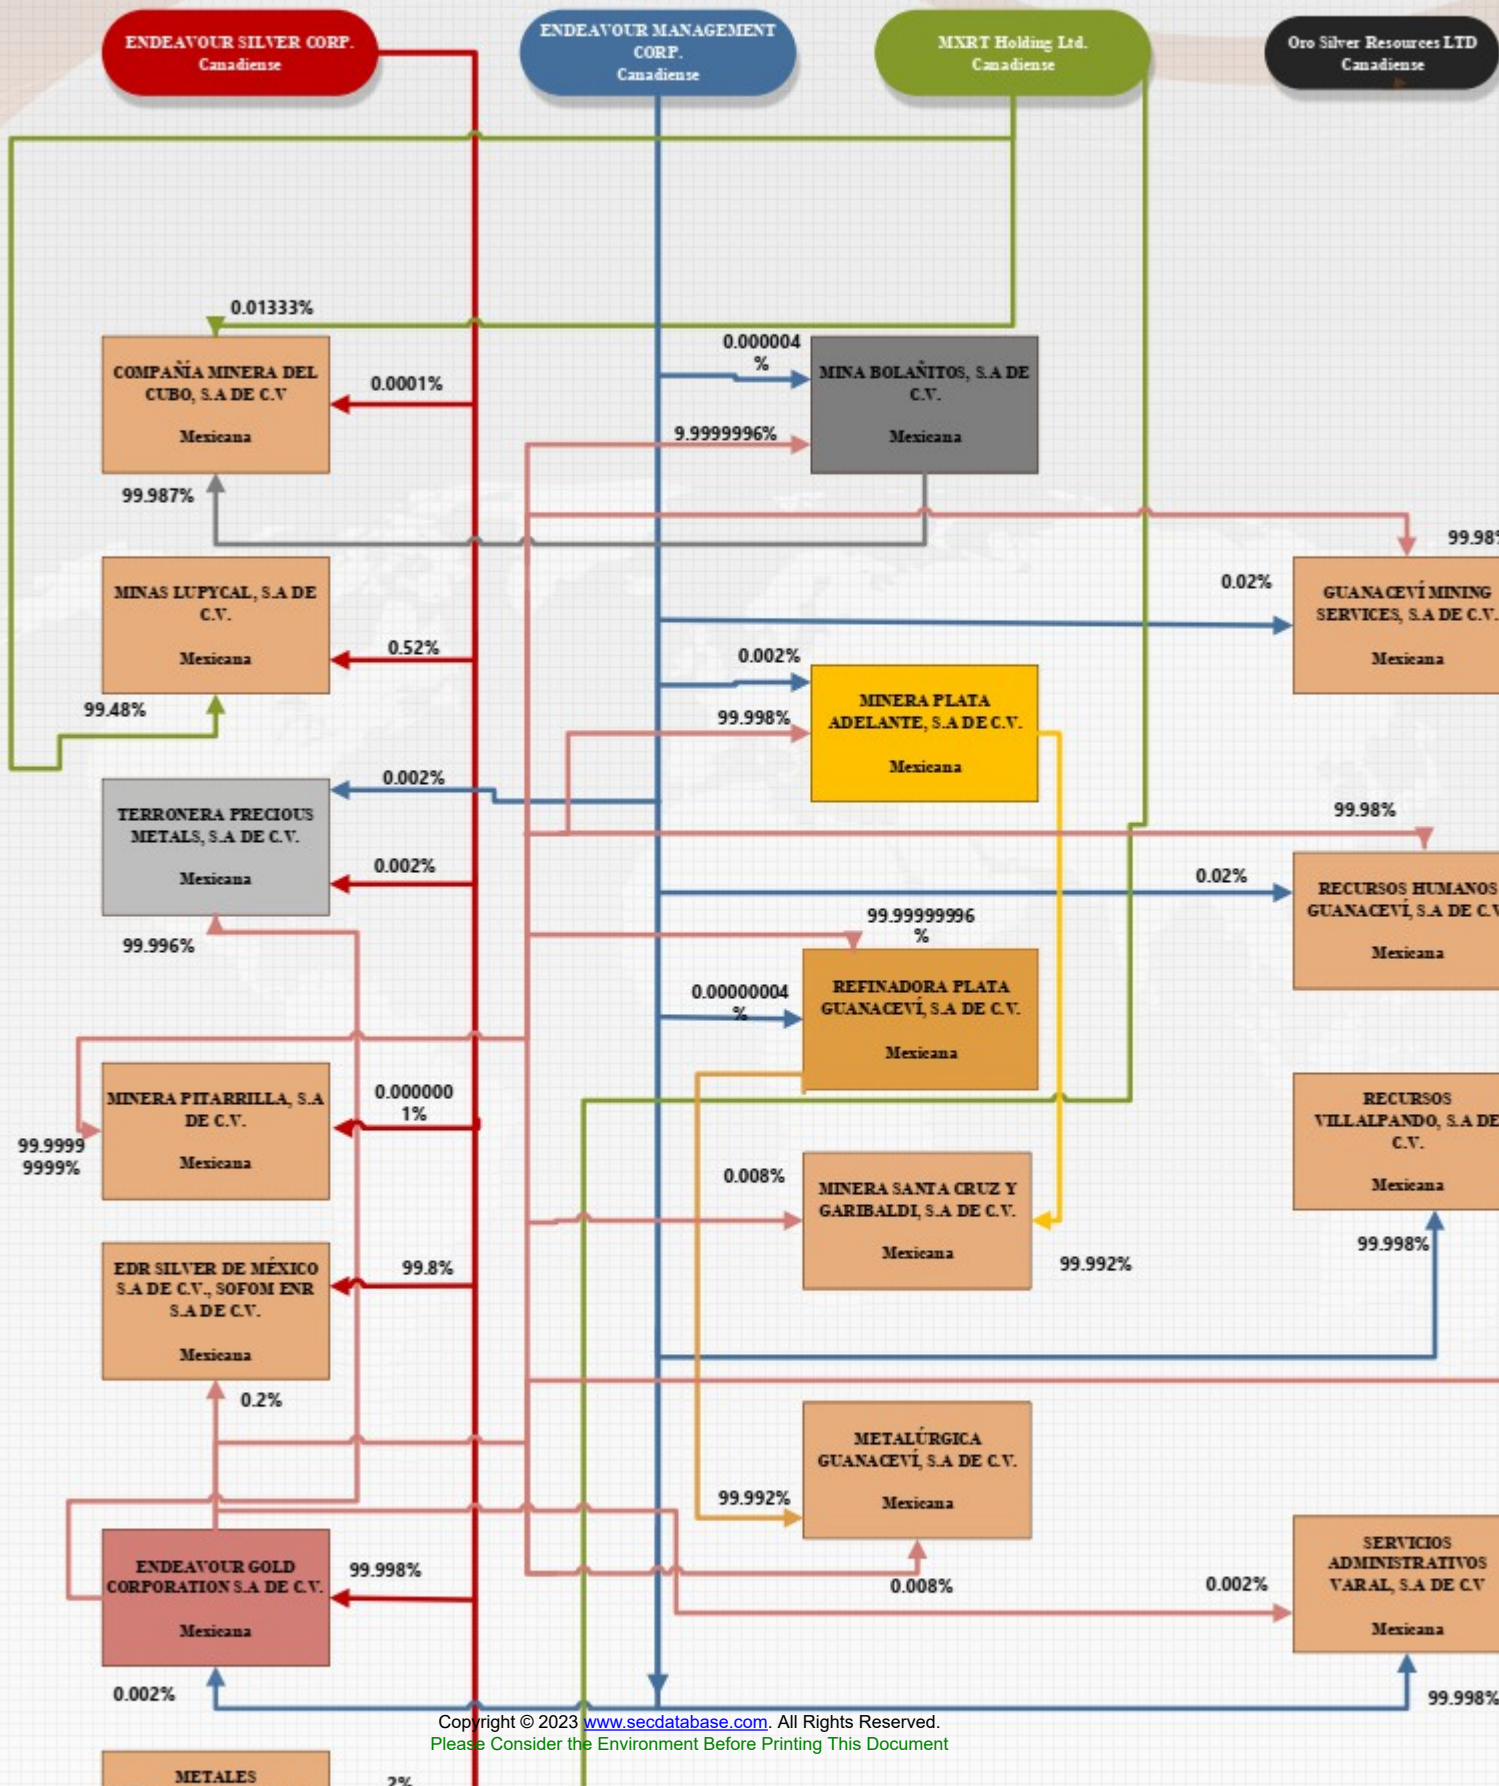 ENDEAVOUR SILVER CORP.
Canadiense
ENDEAVOUR MANAGEMENT
CORP.
Canadiense
MXRT Holding Ltd.
Canadiense
Oro Silver Resources LTD
Canadiense
0.01333%
COMPAÑÍA MINERA DEL
CUBO, S.A DE C.V
Mexicana
0.0001%
99.987%
0.000004
%
9.9999996%
MINA BOLAÑITOS, S.A DE
C.V.
Mexicana
99.98%
0.02%
GUANACEVÍ MINING
SERVICES, S.A DE C.V.
Mexicana
MINAS LUPYCAL, S.A DE
C.V.
Mexicana
0.52%
99.48%
0.002%
99.998%
MINERA PLATA
ADELANTE, S.A DE C.V.
Mexicana
0.002%
TERRONERA PRECIOUS
METALS, S.A DE C.V.
Mexicana
0.002%
99.996%
99.98%
0.02%
RECURSOS HUMANOS
GUANACEVÍ, S.A DE C.V
Mexicana
99.99999996
%
0.00000004
%
REFINADORA PLATA
GUANACEVÍ, S.A DE C.V.
Mexicana
MINERA PITARRILLA, S.A
DE C.V.
Mexicana
0.000000
1%
99.9999
9999%
0.008%
MINERA SANTA CRUZ Y
GARIBALDI, S.A DE C.V.
Mexicana
99.992%
RECURSOS
VILLALPANDO, S.A DE
C.V.
Mexicana
99.998%
EDR SILVER DE MÉXICO
S.A DE C.V., SOFOM ENR
S.A DE C.V.
Mexicana
99.8%
0.2%
METALÚRGICA
GUANACEVÍ, S.A DE C.V.
Mexicana
99.992%
0.008%
ENDEAVOUR GOLD
CORPORATION S.A DE C.V.
Mexicana
99.998%
0.002%
0.002%
SERVICIOS
ADMINISTRATIVOS
VARAL, S.A DE C.V
Mexicana
99.998%
Copyright © 2023 www.secdatabase.com. All Rights Reserved.
Please Consider the Environment Before Printing This Document
METALES
2%